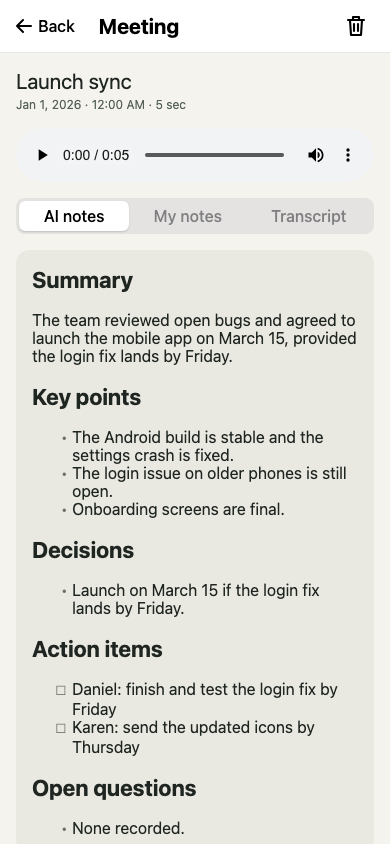 Back
Meeting
Launch sync
Jan 1, 2026 · 12:00 AM · 5 sec
0:00 / 0:05
AI notes
My notes
Transcript
Summary
The team reviewed open bugs and agreed to
launch the mobile app on March 15, provided
the login fix lands by Friday.
Key points
• The Android build is stable and the
settings crash is fixed.
• The login issue on older phones is still
open.
• Onboarding screens are final.
Decisions
• Launch on March 15 if the login fix
lands by Friday.
Action items
☐ Daniel: finish and test the login fix by
Friday
☐ Karen: send the updated icons by
Thursday
Open questions
• None recorded.